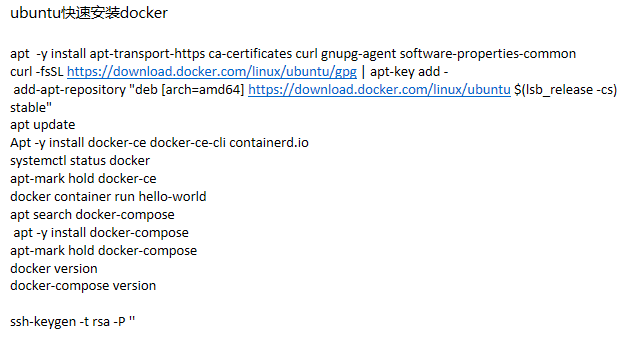 ubuntu快速安装docker
apt  -y install apt-transport-https ca-certificates curl gnupg-agent software-properties-common
curl -fsSL https://download.docker.com/linux/ubuntu/gpg | apt-key add -
 add-apt-repository "deb [arch=amd64] https://download.docker.com/linux/ubuntu $(lsb_release -cs)
stable"
apt update
Apt -y install docker-ce docker-ce-cli containerd.io
systemctl status docker
apt-mark hold docker-ce
docker container run hello-world
apt search docker-compose
 apt -y install docker-compose
apt-mark hold docker-compose
docker version
docker-compose version
ssh-keygen -t rsa -P ''